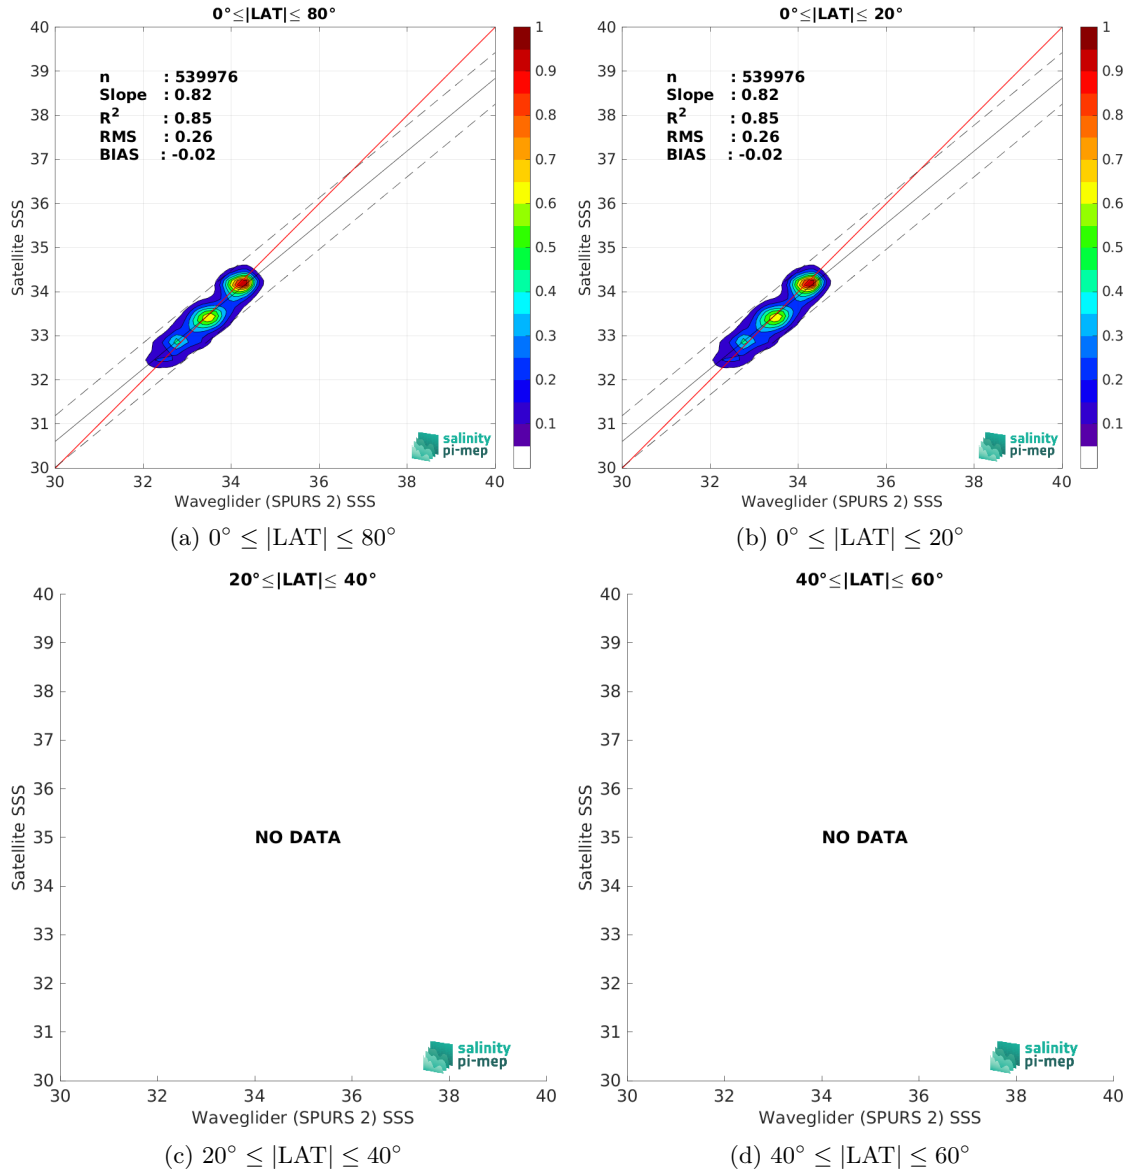 0°≤|LAT|≤ 80°
n : 539976
Slope : 0.82
R² : 0.85
RMS : 0.26
BIAS : -0.02
Satellite SSS
40
39
38
37
36
35
34
33
32
31
30
30 32 34 36 38 40
Waveglider (SPURS 2) SSS
1
0.9
0.8
0.7
0.6
0.5
0.4
0.3
0.2
0.1
salinity
pi-mep
(a) 0° ≤ |LAT| ≤ 80°
0°≤|LAT|≤ 20°
n : 539976
Slope : 0.82
R² : 0.85
RMS : 0.26
BIAS : -0.02
Satellite SSS
40
39
38
37
36
35
34
33
32
31
30
30 32 34 36 38 40
Waveglider (SPURS 2) SSS
1
0.9
0.8
0.7
0.6
0.5
0.4
0.3
0.2
0.1
salinity
pi-mep
(b) 0° ≤ |LAT| ≤ 20°
20°≤|LAT|≤ 40°
Satellite SSS
40
39
38
37
36
35
34
33
32
31
30
NO DATA
30 32 34 36 38 40
Waveglider (SPURS 2) SSS
salinity
pi-mep
(c) 20° ≤ |LAT| ≤ 40°
40°≤|LAT|≤ 60°
Satellite SSS
40
39
38
37
36
35
34
33
32
31
30
NO DATA
30 32 34 36 38 40
Waveglider (SPURS 2) SSS
salinity
pi-mep
(d) 40° ≤ |LAT| ≤ 60°